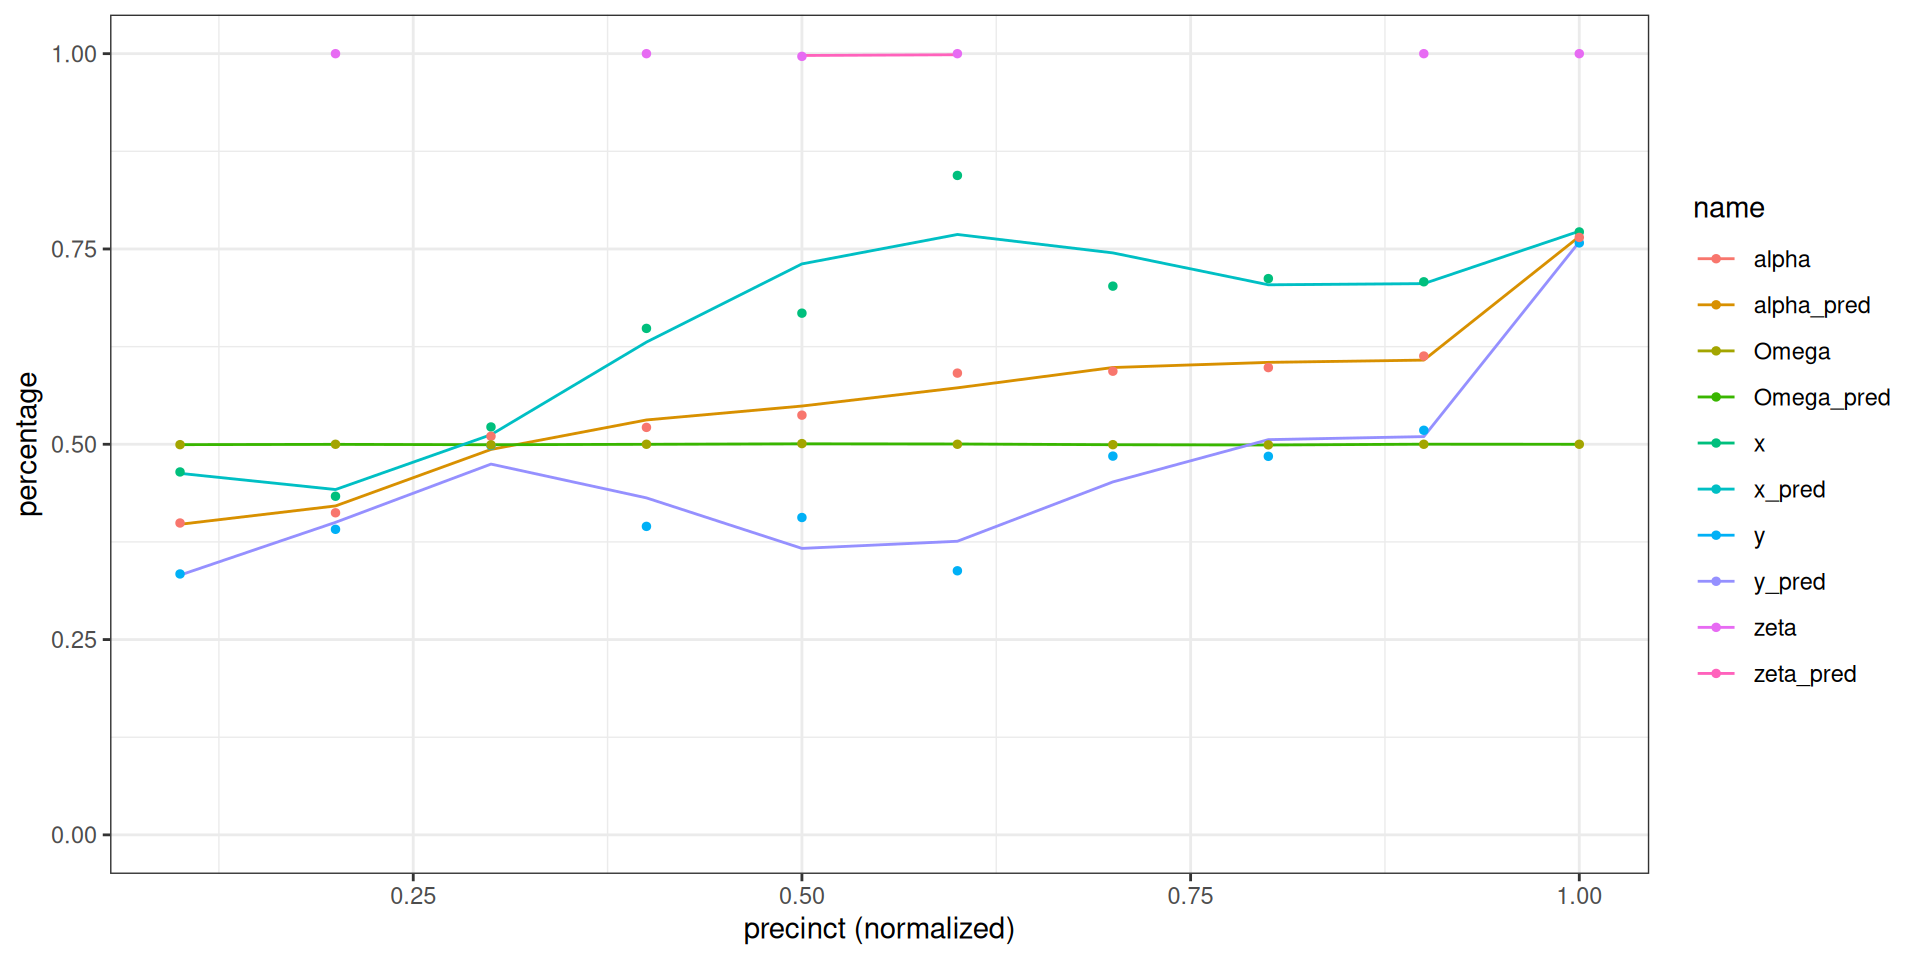 1.00
0.75
0.50
0.25
0.00
percentage
0.25
0.50
0.75
1.00
precinct (normalized)
name
alpha
alpha_pred
Omega
Omega_pred
x
x_pred
y
y_pred
zeta
zeta_pred